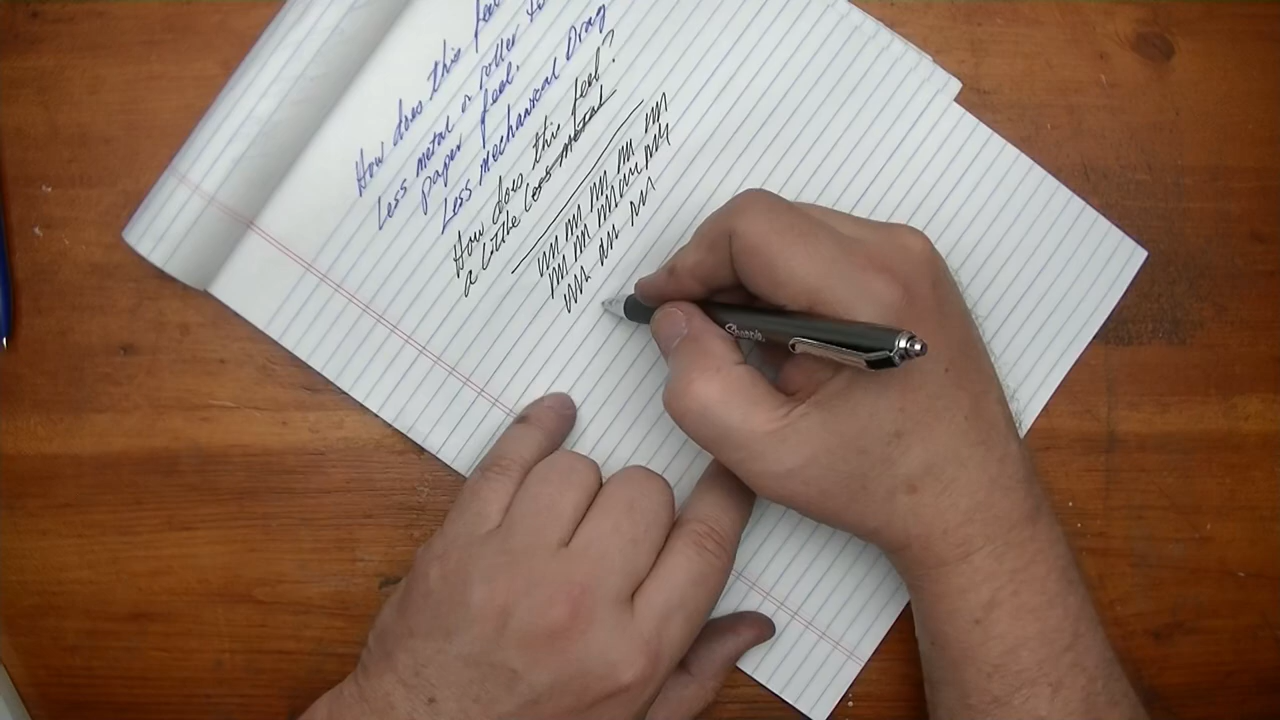 How does this feel
Less metal or roller
paper feel,
Less mechanical Drag
How does this feel?
a little Less metal
Sharpie